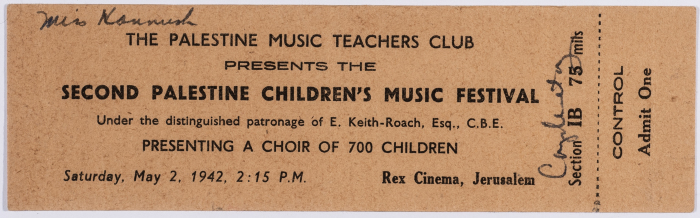 Miss
THE PALESTINE MUSIC TEACHERS CLUB
PRESENTS THE
SECOND PALESTINE CHILDREN'S MUSIC FESTIVAL
Under the distinguished patronage of E. Keith-Roach, Esq., C.B.E.
PRESENTING A CHOIR OF 700 CHILDREN
Saturday, May 2, 1942, 2:15 P.M. Rex Cinema, Jerusalem
Section IB 75 mils
CONTROL
Admit One